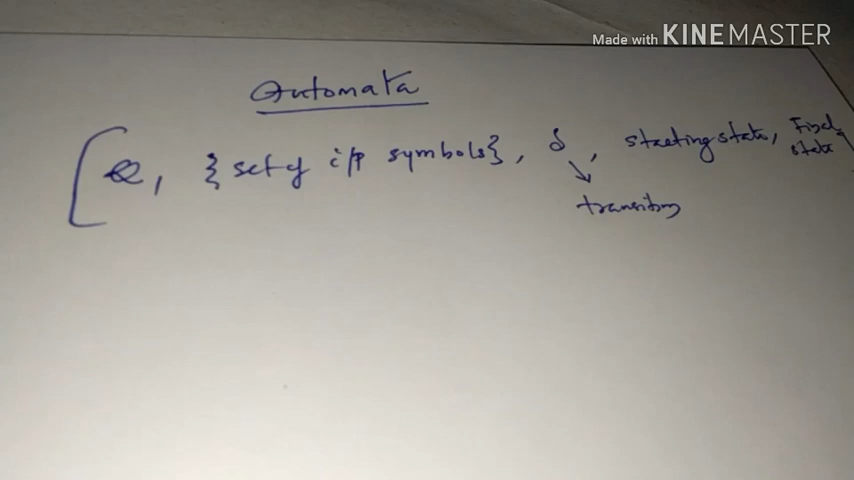 Made with KINEMASTER
Automata
[Q, {set of i/p symbols}, δ, starting state, Final state
transition